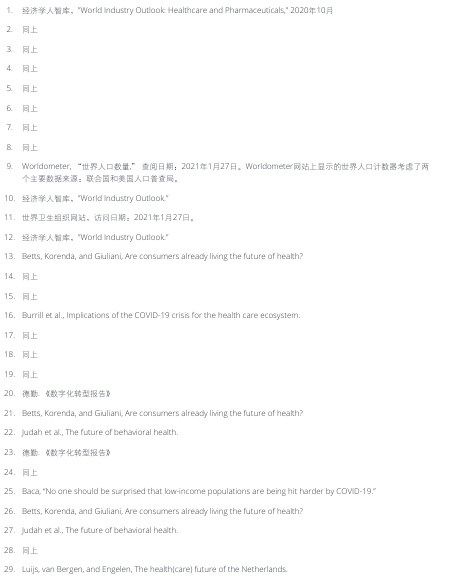 1. 经济学人智库，"World Industry Outlook: Healthcare and Pharmaceuticals," 2020年10月
2. 同上
3. 同上
4. 同上
5. 同上
6. 同上
7. 同上
8. 同上
9. Worldometer, “世界人口数量,” 查阅日期：2021年1月27日。Worldometer网站上显示的世界人口计数器考虑了两
个主要数据来源：联合国和美国人口普查局。
10. 经济学人智库，"World Industry Outlook."
11. 世界卫生组织网站，访问日期：2021年1月27日。
12. 经济学人智库，"World Industry Outlook."
13. Betts, Korenda, and Giuliani, Are consumers already living the future of health?
14. 同上
15. 同上
16. Burrill et al., Implications of the COVID-19 crisis for the health care ecosystem.
17. 同上
18. 同上
19. 同上
20. 德勤，《数字化转型报告》
21. Betts, Korenda, and Giuliani, Are consumers already living the future of health?
22. Judah et al., The future of behavioral health.
23. 德勤，《数字化转型报告》
24. 同上
25. Baca, "No one should be surprised that low-income populations are being hit harder by COVID-19."
26. Betts, Korenda, and Giuliani, Are consumers already living the future of health?
27. Judah et al., The future of behavioral health.
28. 同上
29. Luijs, van Bergen, and Engelen, The health(care) future of the Netherlands.